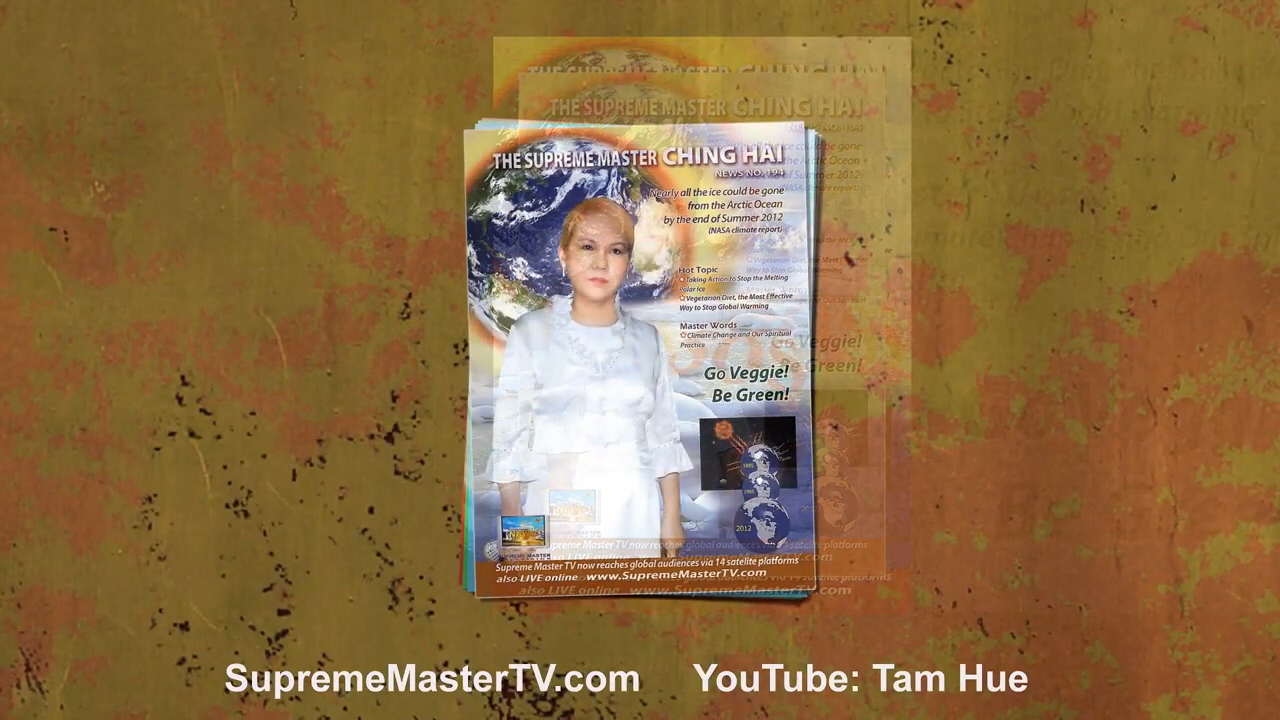 THE SUPREME MASTER CHING HAI
NEWS NO. 194
Nearly all the ice could be gone
from the Arctic Ocean
by the end of Summer 2012
(NASA climate report)
Hot Topic
Taking Action to Stop the Melting
Polar Ice
Vegetarian Diet, the Most Effective
Way to Stop Global Warming
Master Words
Climate Change and Our Spiritual
Practice
Go Veggie!
Be Green!
1885
1985
2012
Supreme Master TV now reaches global audiences via 14 satelite platforms
also LIVE online www.SupremeMasterTV.com
SupremeMasterTV.com YouTube: Tam Hue